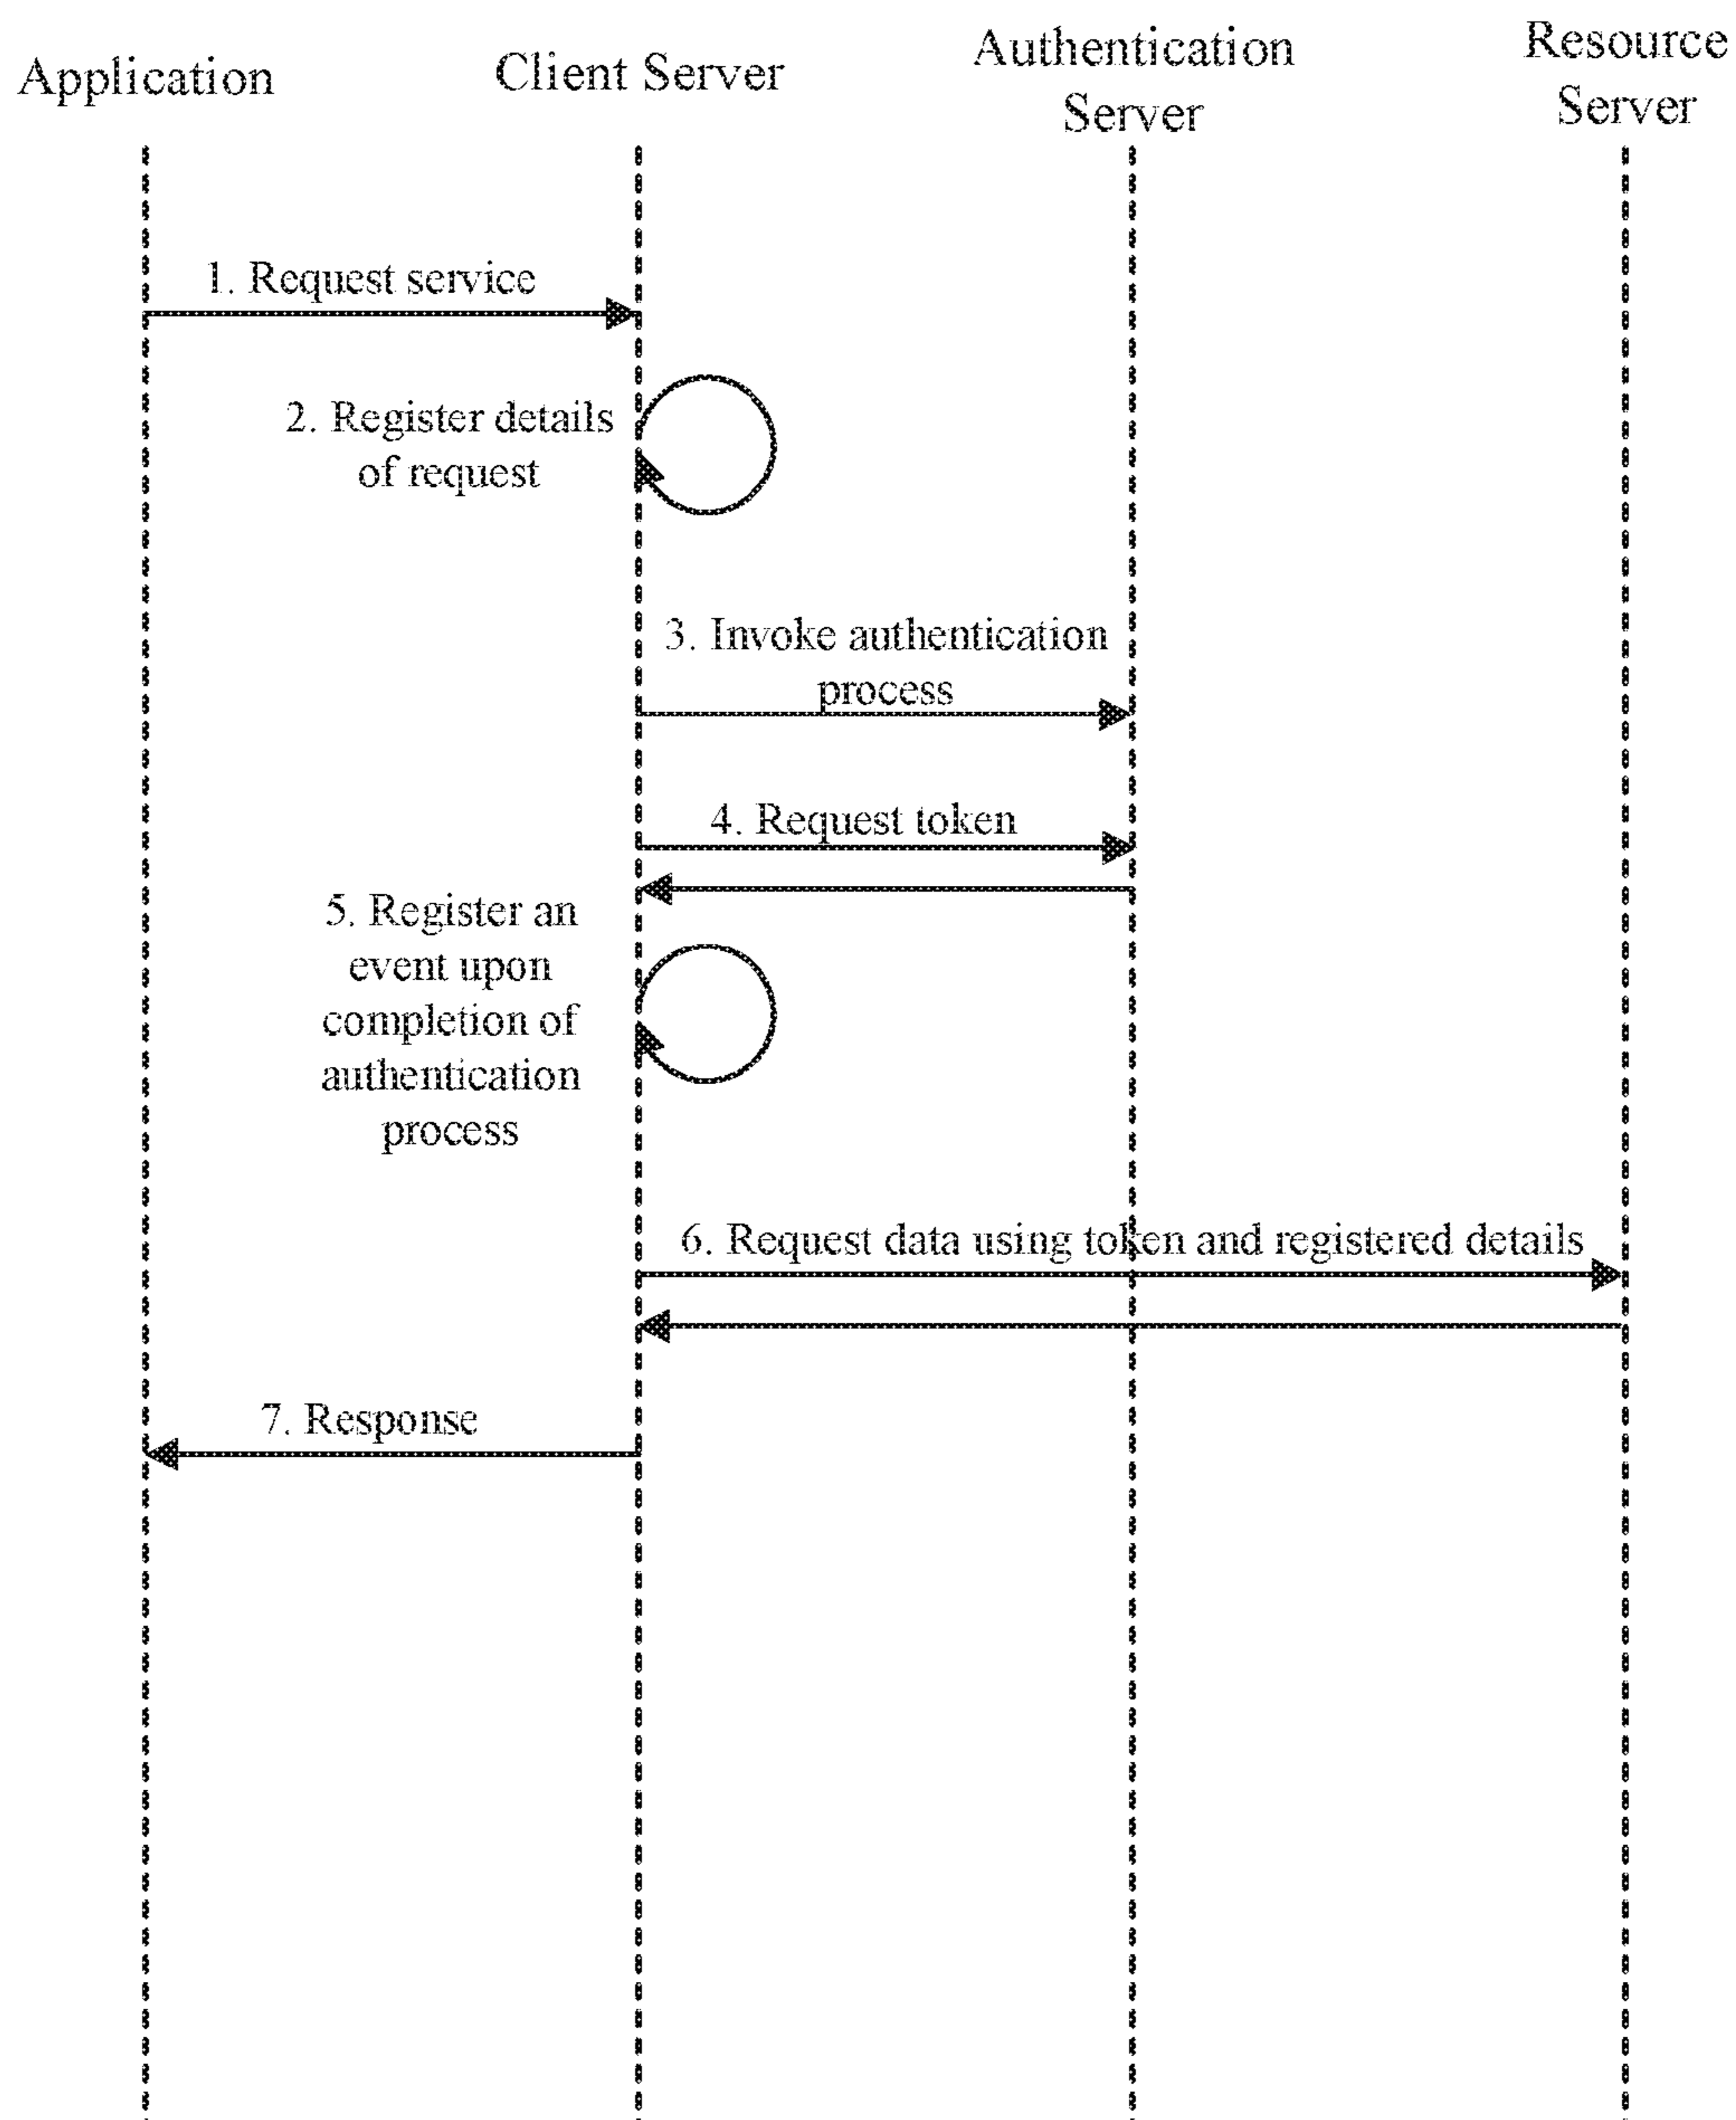 Application
Client Server
Authentication
Server
Resource
Server
1. Request service
2. Register details
of request
3. Invoke authentication
process
4. Request token
5. Register an
event upon
completion of
authentication
process
6. Request data using token and registered details
7. Response